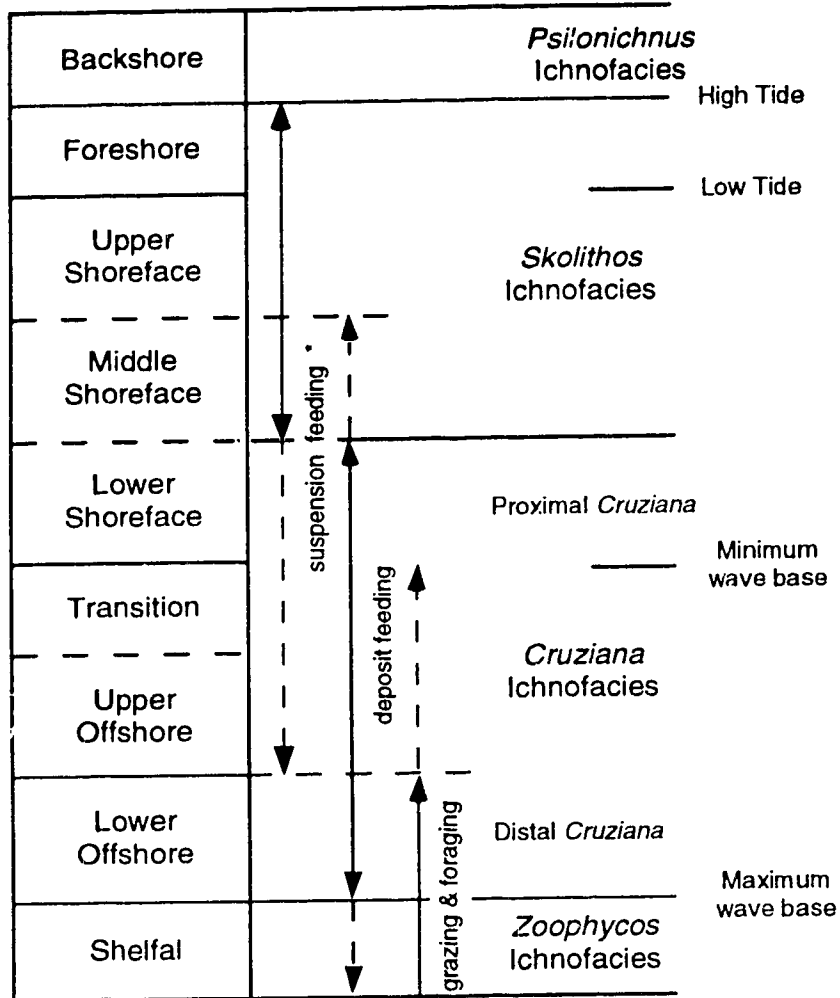 Backshore
Psilonichnus
Ichnofacies
High Tide
Foreshore
Low Tide
Upper
Shoreface
Skolithos
Ichnofacies
Middle
Shoreface
suspension feeding *
Lower
Shoreface
Proximal Cruziana
Minimum
wave base
Transition
deposit feeding
Cruziana
Ichnofacies
Upper
Offshore
Lower
Offshore
grazing & foraging
Distal Cruziana
Maximum
wave base
Shelfal
Zoophycos
Ichnofacies